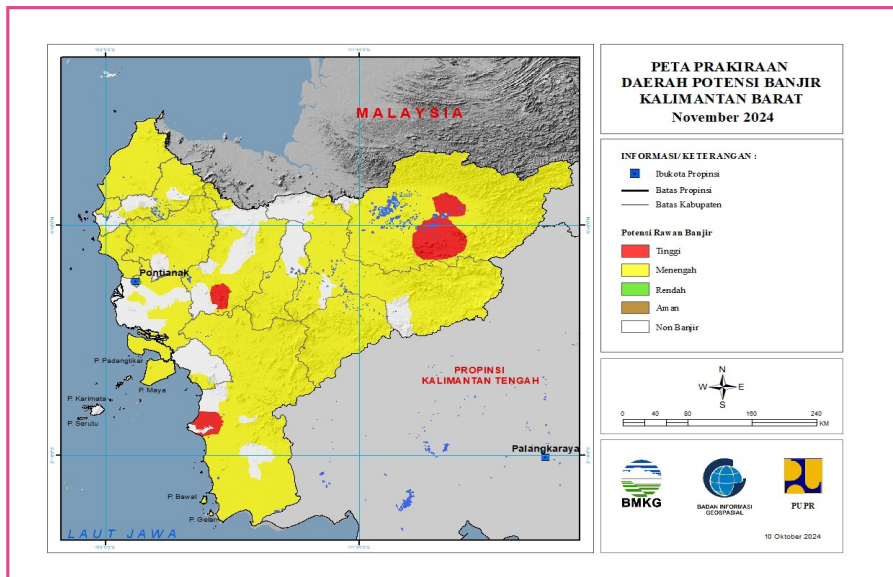 PETA PRAKIRAAN
DAERAH POTENSI BANJIR
KALIMANTAN BARAT
November 2024
INFORMASI/KETERANGAN :
Ibukota Propinsi
Batas Propinsi
Batas Kabupaten
Potensi Rawan Banjir
Tinggi
Menengah
Rendah
Aman
Non Banjir
N
W E
S
0 40 80 160 240
KM
BMKG
BADAN INFORMASI
GEOSPASIAL
PUPR
10 Oktober 2024
MALAYSIA
Pontianak
P. Padangtikar
P. Maya
P. Karimata
P. Serutu
PROPINSI
KALIMANTAN TENGAH
Palangkaraya
P. Bawal
P. Gelam
LAUT JAWA